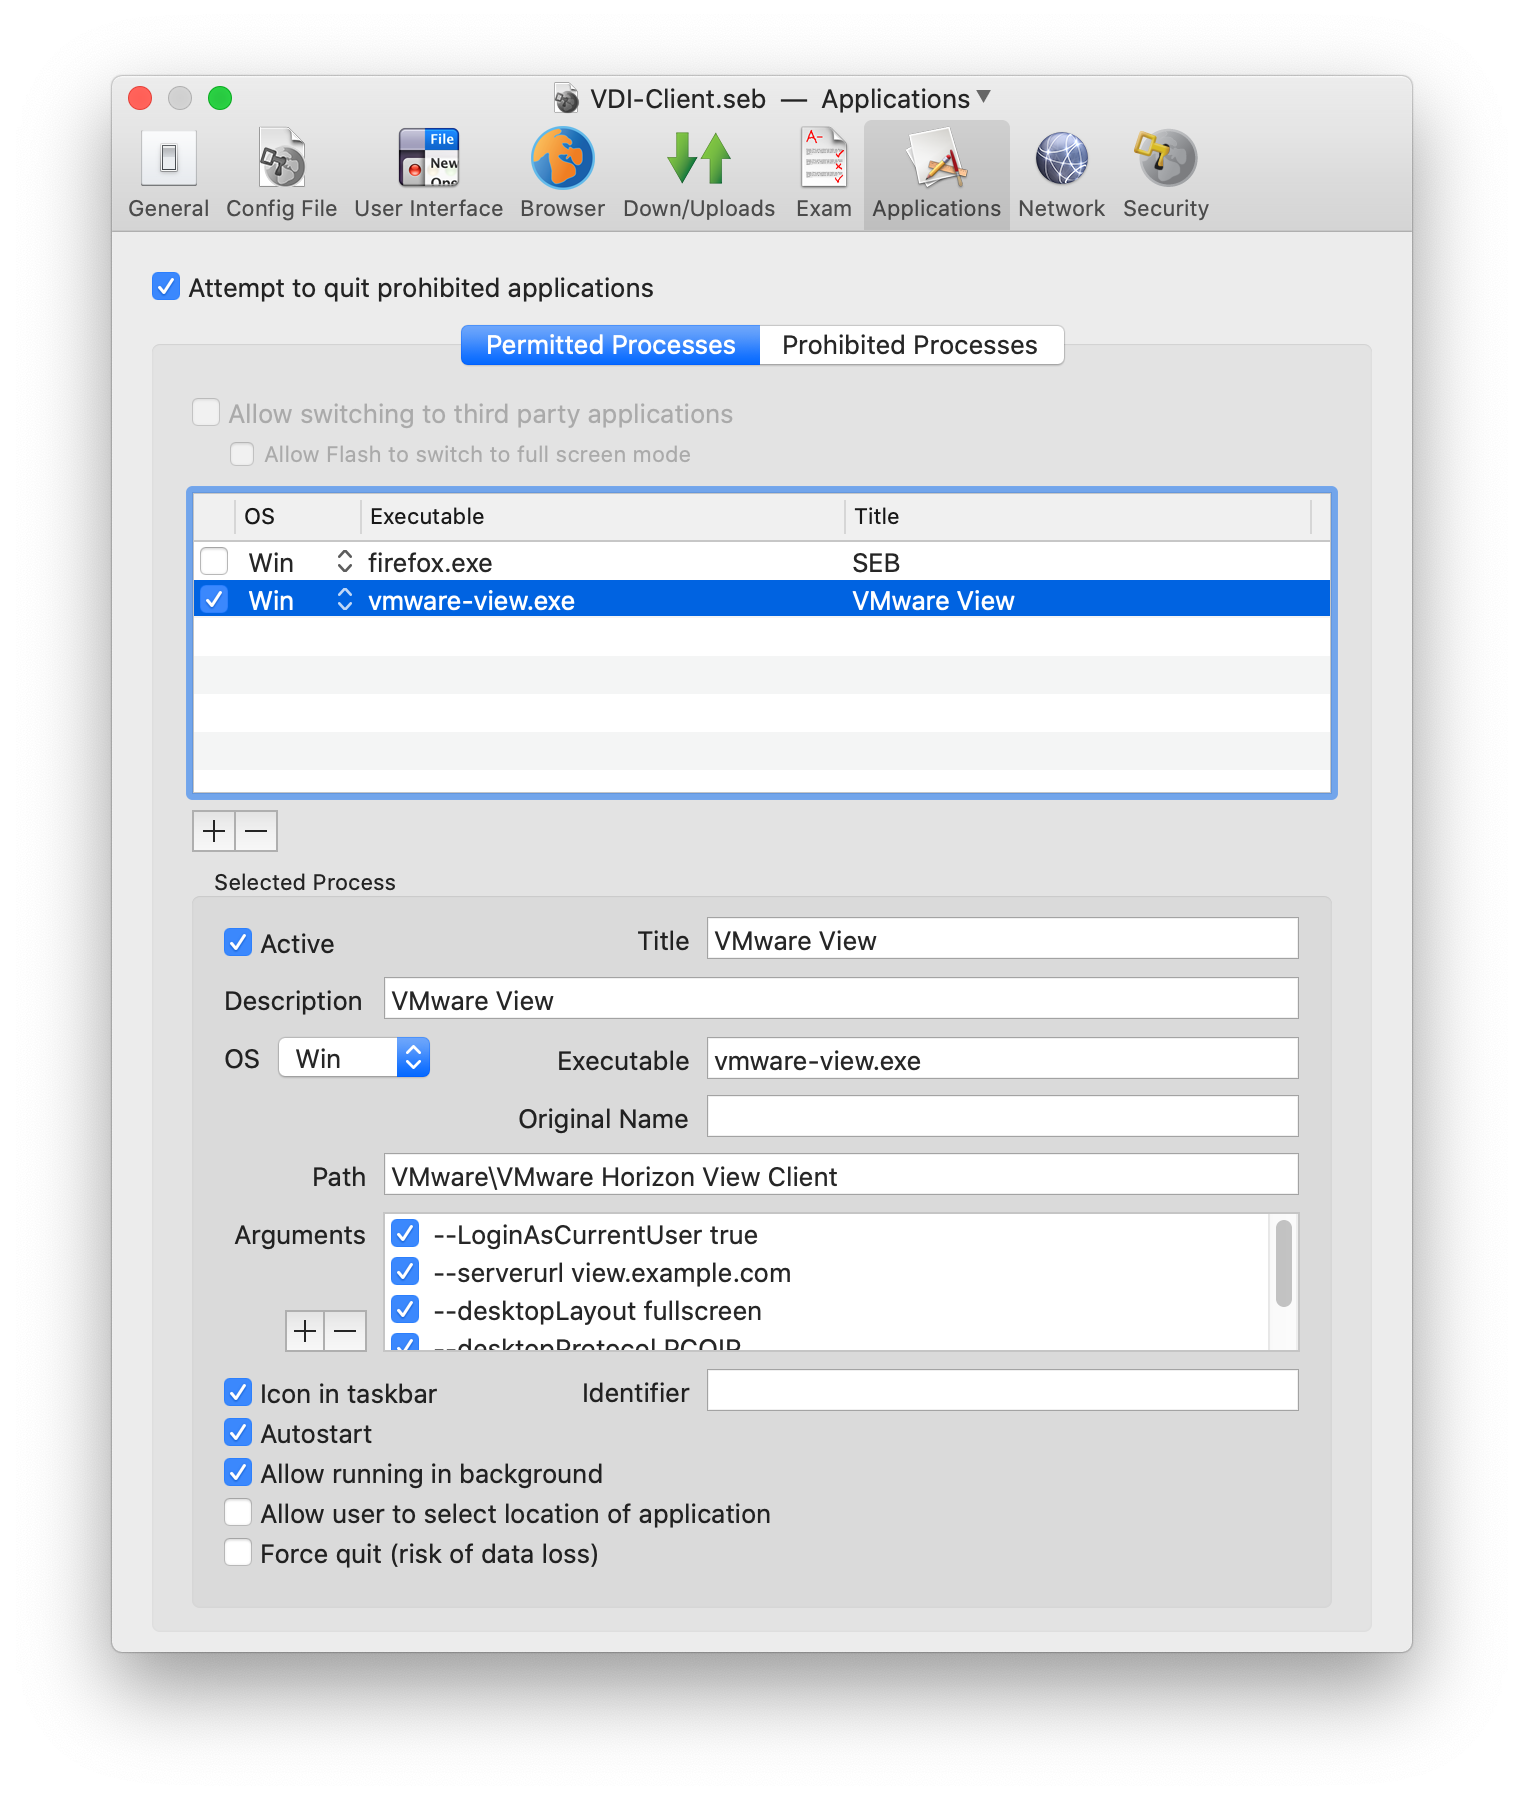 VDI-Client.seb — Applications
File
New
General Config File User Interface Browser Down/Uploads Exam Applications Network Security
Attempt to quit prohibited applications
Permitted Processes Prohibited Processes
Allow switching to third party applications
Allow Flash to switch to full screen mode
OS Executable Title
Win firefox.exe SEB
Win vmware-view.exe VMware View
Selected Process
Active Title VMware View
Description VMware View
OS Win Executable vmware-view.exe
Original Name
Path VMware\VMware Horizon View Client
Arguments --LoginAsCurrentUser true
--serverurl view.example.com
--desktopLayout fullscreen
--desktopProtocol PCOIP
Icon in taskbar Identifier
Autostart
Allow running in background
Allow user to select location of application
Force quit (risk of data loss)